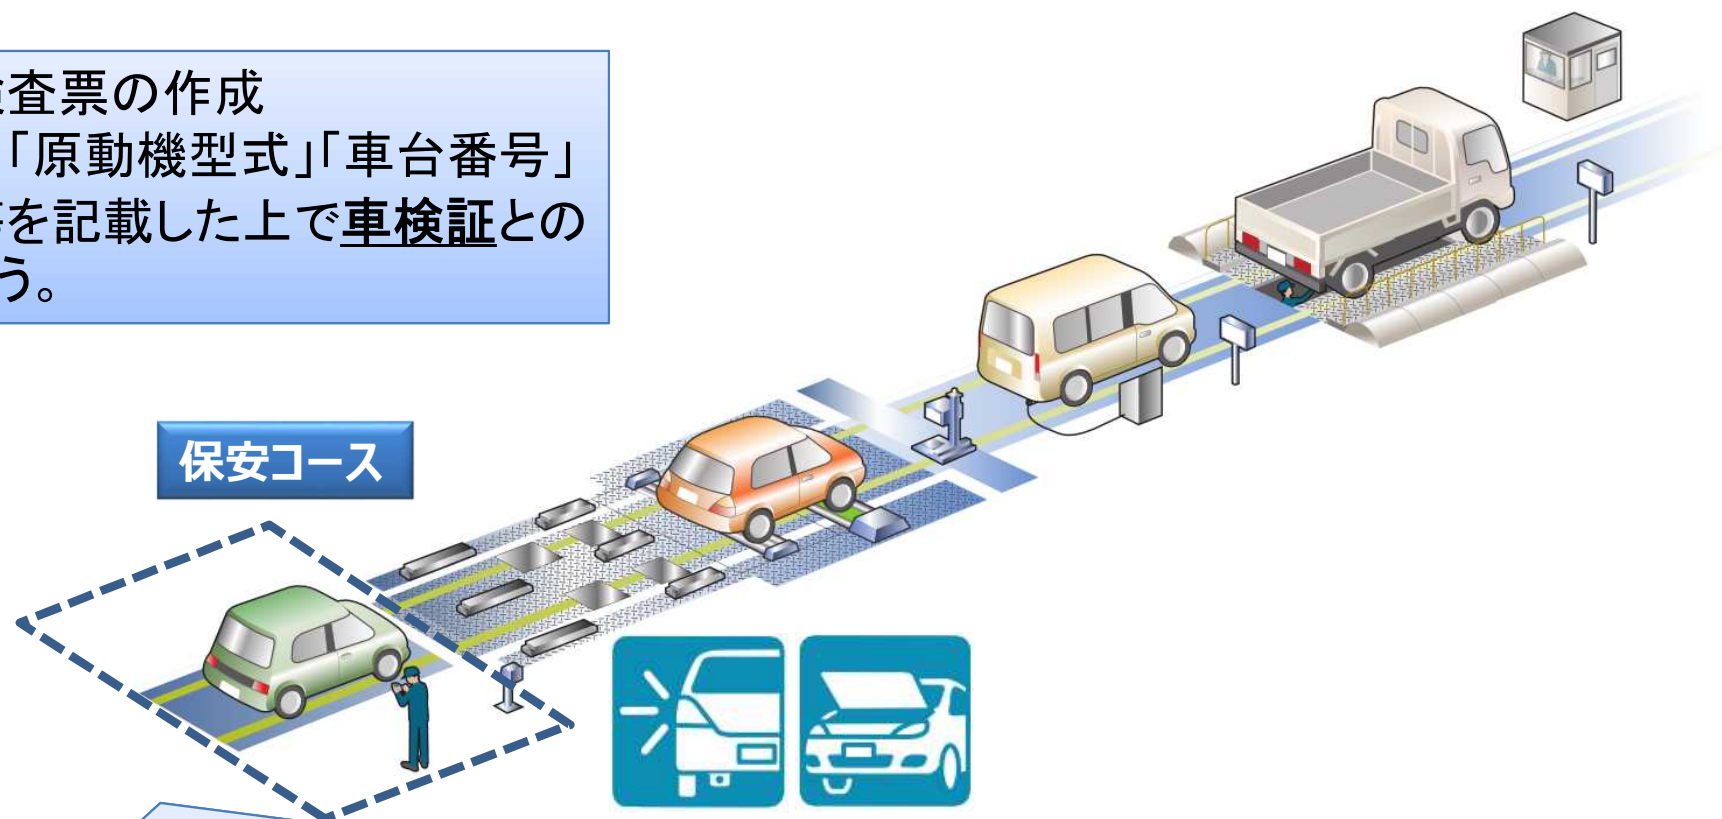 査票の作成
「原動機型式」「車台番号」
を記載した上で車検証との
う。
保安コース